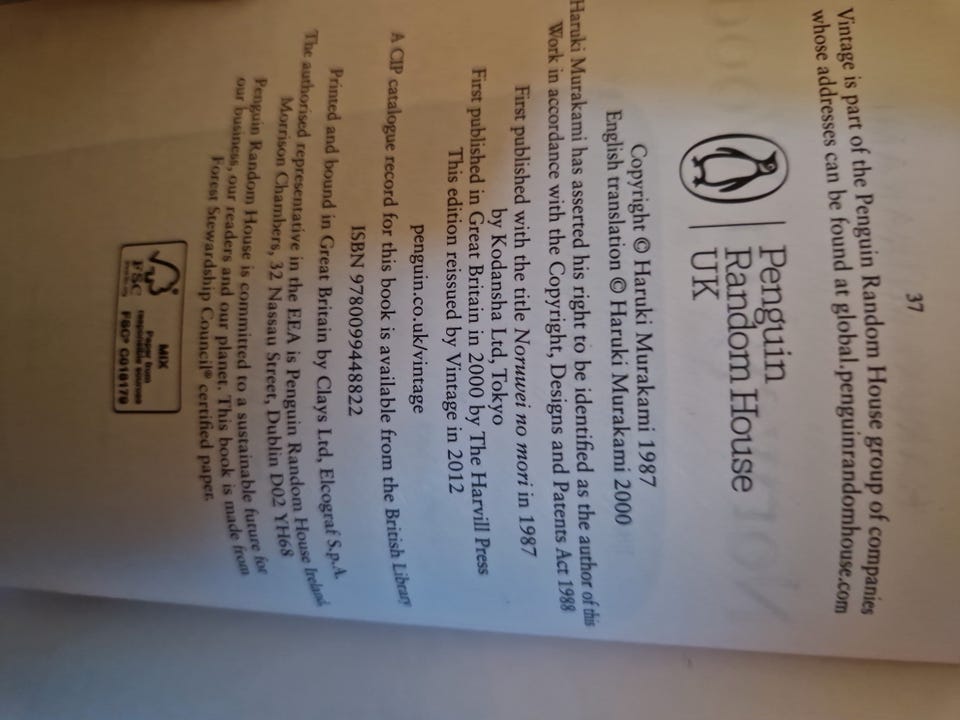 37
Vintage is part of the Penguin Random House group of companies
whose addresses can be found at global.penguinrandomhouse.com
Penguin
Random House
UK
Copyright © Haruki Murakami 1987
English translation © Haruki Murakami 2000
Haruki Murakami has asserted his right to be identified as the author of this
Work in accordance with the Copyright, Designs and Patents Act 1988
First published with the title Noruwei no mori in 1987
by Kodansha Ltd, Tokyo
First published in Great Britain in 2000 by The Harvill Press
This edition reissued by Vintage in 2012
penguin.co.uk/vintage
A CIP catalogue record for this book is available from the British Library
ISBN 9780099448822
Printed and bound in Great Britain by Clays Ltd, Elcograf S.p.A.
The authorised representative in the EEA is Penguin Random House Ireland,
Morrison Chambers, 32 Nassau Street, Dublin D02 YH68
Penguin Random House is committed to a sustainable future for
our business, our readers and our planet. This book is made from
Forest Stewardship Council® certified paper.
FSC
MIX
Paper from
responsible sources
FSC® C018179